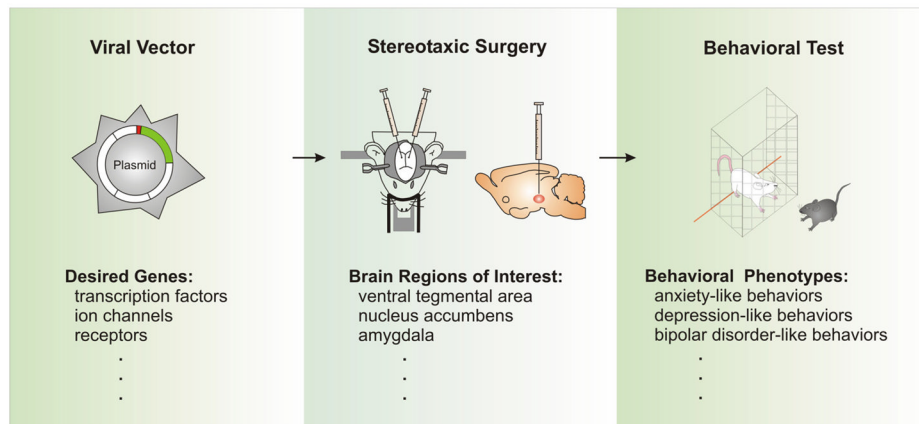 Viral Vector
Plasmid
Desired Genes:
transcription factors
ion channels
receptors
.
.
.
Stereotaxic Surgery
Brain Regions of Interest:
ventral tegmental area
nucleus accumbens
amygdala
.
.
.
Behavioral Test
Behavioral Phenotypes:
anxiety-like behaviors
depression-like behaviors
bipolar disorder-like behaviors
.
.
.